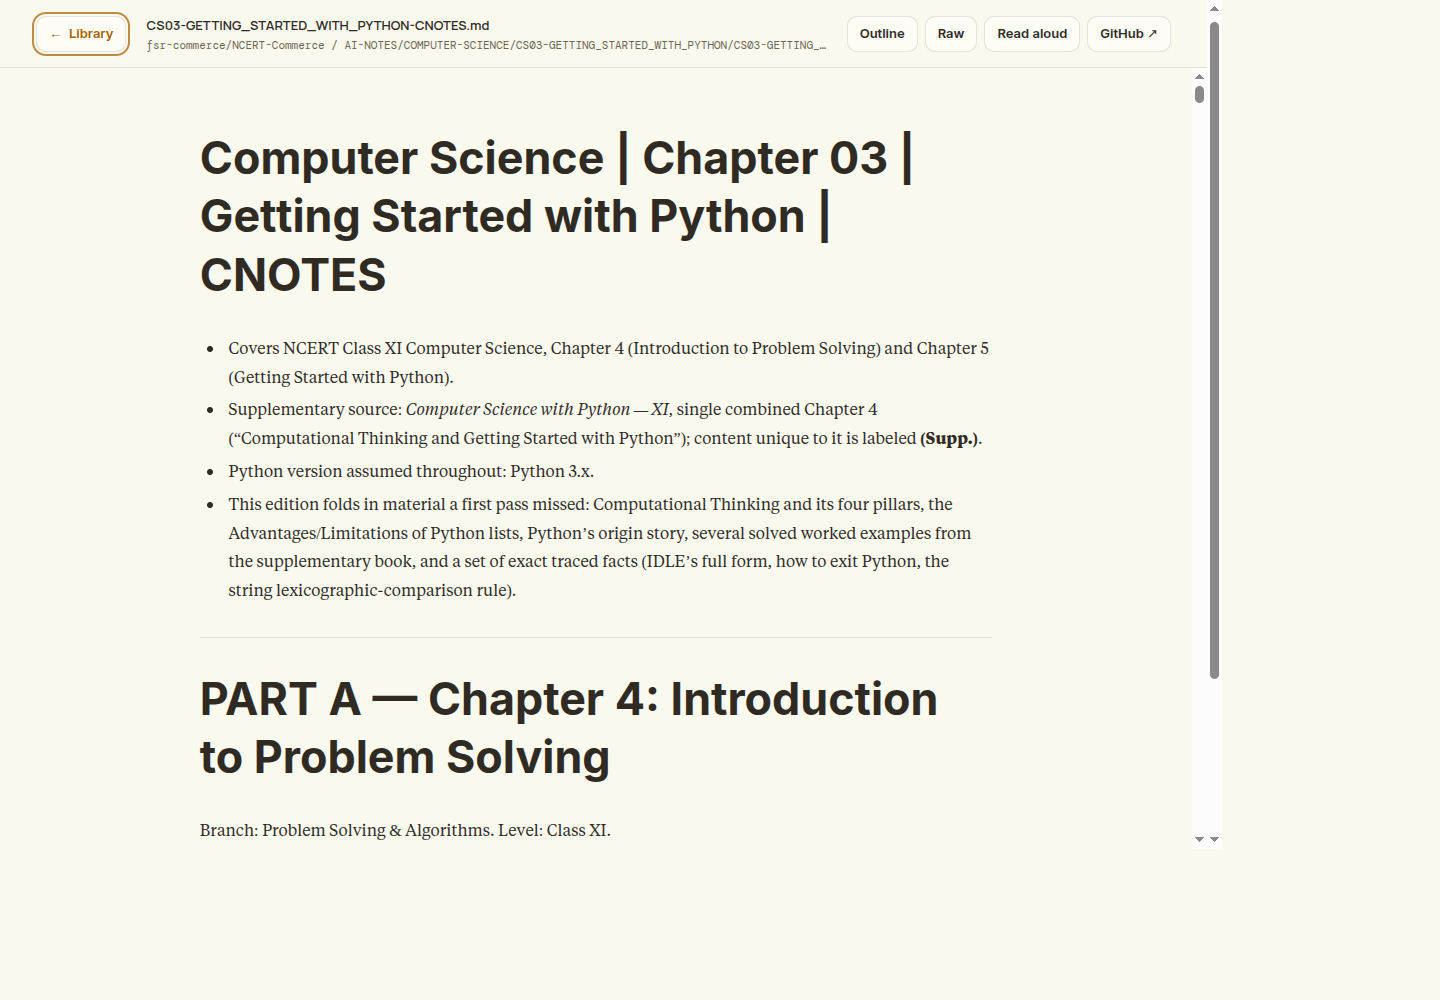 ← Library
CS03-GETTING_STARTED_WITH_PYTHON-CNOTES.md
fsr-commerce/NCERT-Commerce / AI-NOTES/COMPUTER-SCIENCE/CS03-GETTING_STARTED_WITH_PYTHON/CS03-GETTING_…
Outline
Raw
Read aloud
GitHub ↗
Computer Science | Chapter 03 |
Getting Started with Python |
CNOTES
• Covers NCERT Class XI Computer Science, Chapter 4 (Introduction to Problem Solving) and Chapter 5
(Getting Started with Python).
• Supplementary source: Computer Science with Python — XI, single combined Chapter 4
(“Computational Thinking and Getting Started with Python”); content unique to it is labeled (Supp.).
• Python version assumed throughout: Python 3.x.
• This edition folds in material a first pass missed: Computational Thinking and its four pillars, the
Advantages/Limitations of Python lists, Python’s origin story, several solved worked examples from
the supplementary book, and a set of exact traced facts (IDLE’s full form, how to exit Python, the
string lexicographic-comparison rule).
PART A — Chapter 4: Introduction
to Problem Solving
Branch: Problem Solving & Algorithms. Level: Class XI.